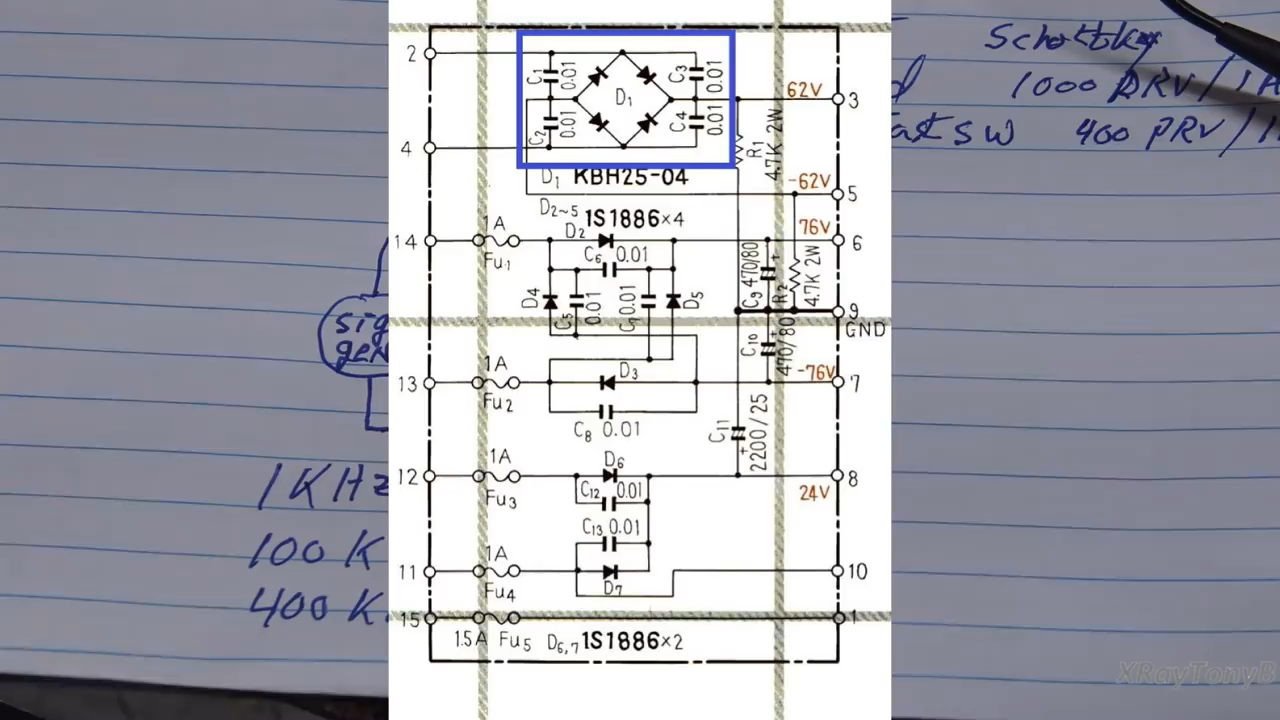 Schottky
1000 PRV/1A
fast sw 400 PRV/1
sig
gen
1KHz
100 K
400 K
2
C1 0.01
C3 0.01
D1
C2 0.01
C4 0.01
62V
3
4
R1
4.7K 2W
D1 KBH25-04
-62V
5
D2~5
1S1886×4
76V
14
1A
Fu1
D2
6
C6 0.01
D4
C5 0.01
C7 0.01
D5
C9 470/80
+
R2
4.7K 2W
9
GND
C10 470/80
+
13
1A
Fu2
D3
-76V
7
C8 0.01
C11 2200/25
+
12
1A
Fu3
D6
8
C12 0.01
24V
C13 0.01
11
1A
Fu4
D7
10
15
1
1.5A Fu5 D6,7 1S1886×2
XRayTonyB